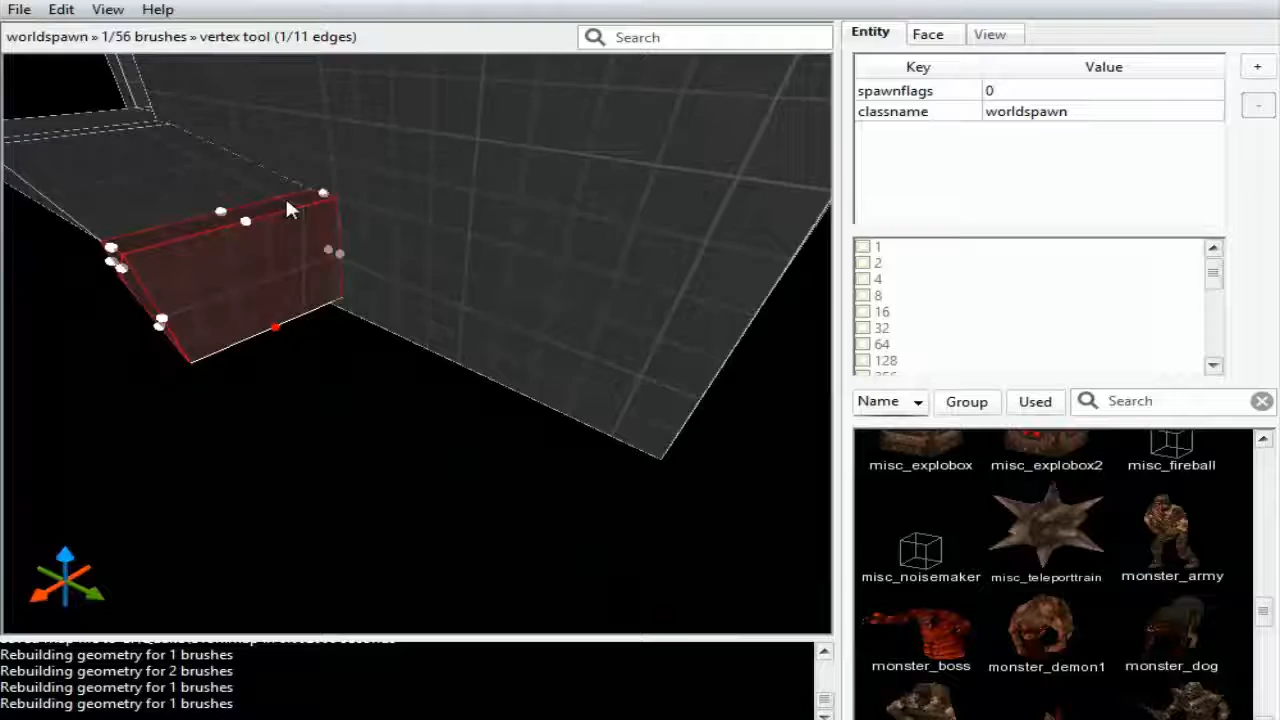 File Edit View Help
worldspawn » 1/56 brushes » vertex tool (1/11 edges)
Search
Entity Face View
Key Value
spawnflags 0
classname worldspawn
+
-
1
2
4
8
16
32
64
128
Name Group Used Search
misc_explobox misc_explobox2 misc_fireball
misc_noisemaker misc_teleporttrain monster_army
monster_boss monster_demon1 monster_dog
Rebuilding geometry for 1 brushes
Rebuilding geometry for 2 brushes
Rebuilding geometry for 1 brushes
Rebuilding geometry for 1 brushes